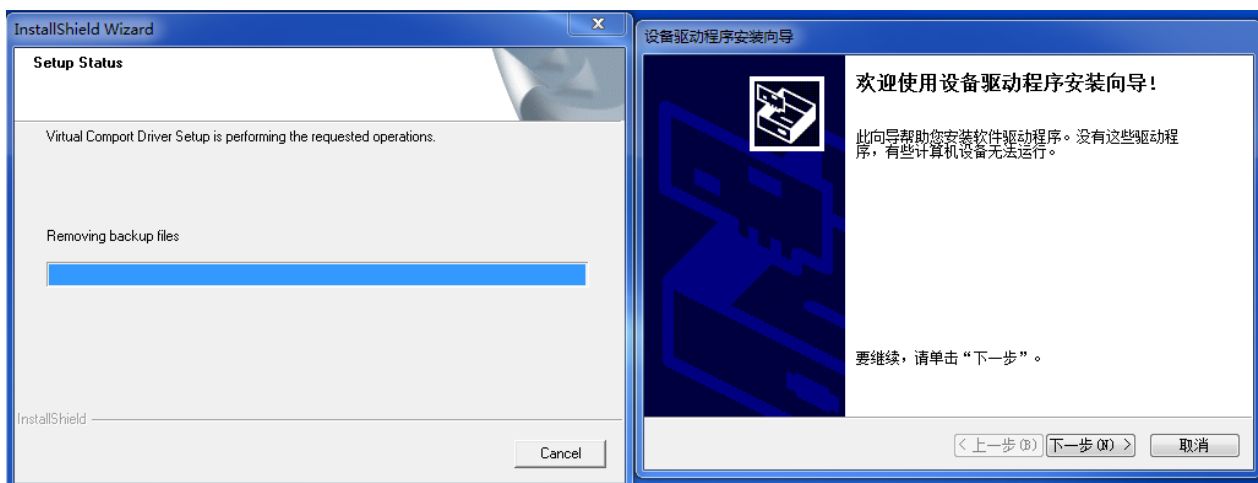 InstallShield Wizard
X
Setup Status
Virtual Comport Driver Setup is performing the requested operations.
Removing backup files
InstallShield
Cancel
设备驱动程序安装向导
欢迎使用设备驱动程序安装向导!
此向导帮助您安装软件驱动程序。没有这些驱动程
序，有些计算机设备无法运行。
要继续，请单击“下一步”。
< 上一步(B)
下一步(N) >
取消